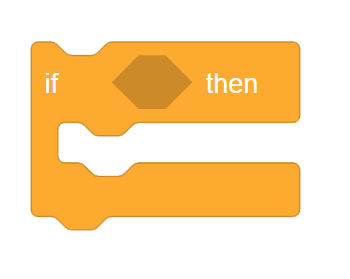 if then